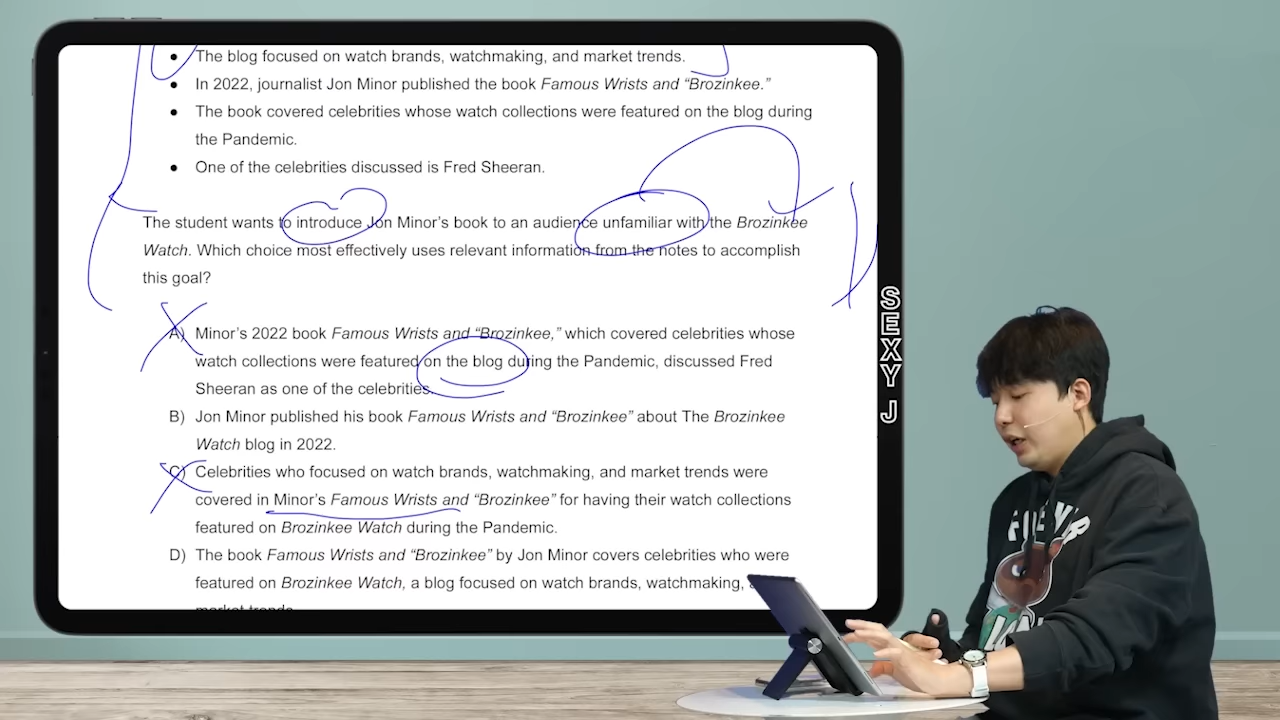 The blog focused on watch brands, watchmaking, and market trends.
In 2022, journalist Jon Minor published the book Famous Wrists and “Brozinkee.”
The book covered celebrities whose watch collections were featured on the blog during
the Pandemic.
One of the celebrities discussed is Fred Sheeran.
The student wants to introduce Jon Minor’s book to an audience unfamiliar with the Brozinkee
Watch. Which choice most effectively uses relevant information from the notes to accomplish
this goal?
A) Minor’s 2022 book Famous Wrists and “Brozinkee,” which covered celebrities whose
watch collections were featured on the blog during the Pandemic, discussed Fred
Sheeran as one of the celebrities.
B) Jon Minor published his book Famous Wrists and “Brozinkee” about The Brozinkee
Watch blog in 2022.
C) Celebrities who focused on watch brands, watchmaking, and market trends were
covered in Minor’s Famous Wrists and “Brozinkee” for having their watch collections
featured on Brozinkee Watch during the Pandemic.
D) The book Famous Wrists and “Brozinkee” by Jon Minor covers celebrities who were
featured on Brozinkee Watch, a blog focused on watch brands, watchmaking,
market trends.
SEXY J